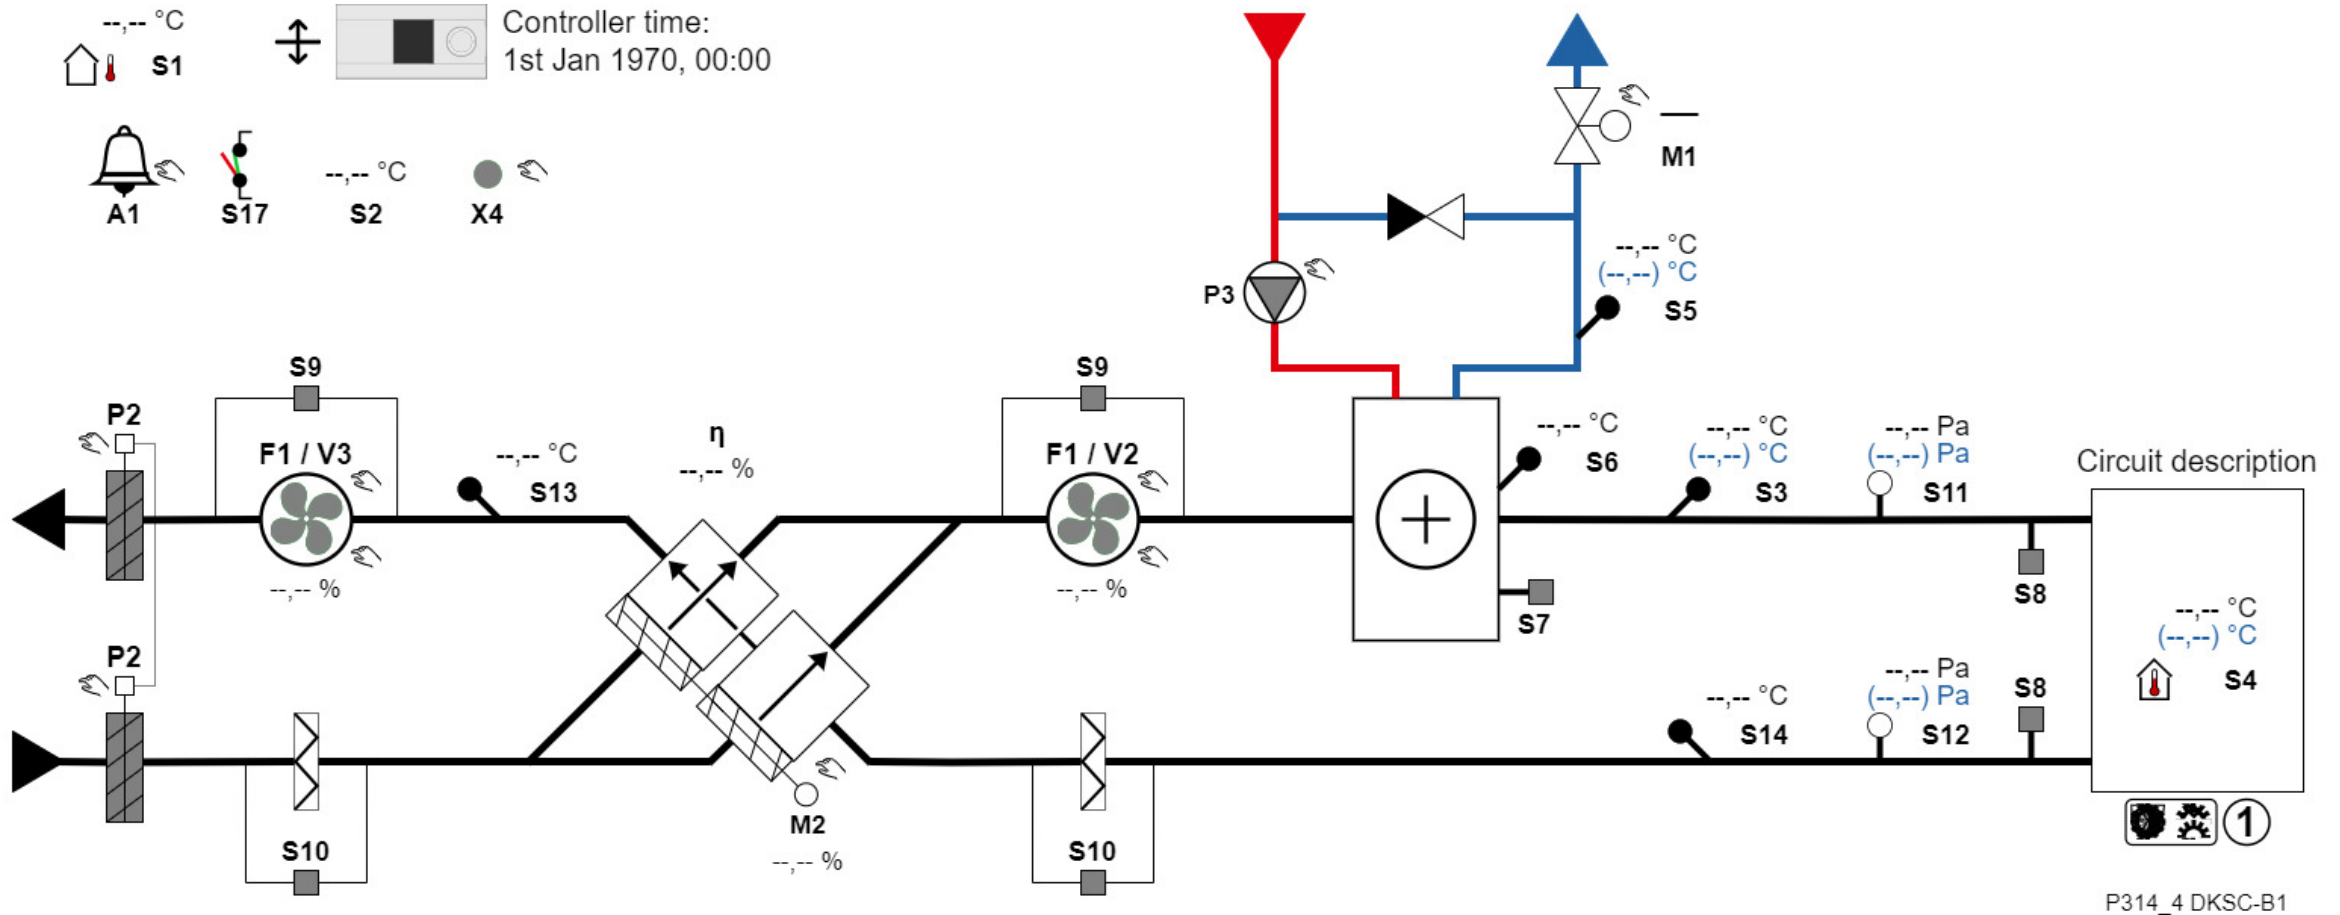 --,-- °C
S1
Controller time:
1st Jan 1970, 00:00
A1
S17
--,-- °C
S2
X4
M1
--,-- °C
(--,--) °C
S5
P3
S9
P2
F1 / V3
--,-- %
--,-- °C
S13
η
--,-- %
S9
F1 / V2
--,-- %
--,-- °C
S6
S7
--,-- °C
(--,--) °C
S3
--,-- Pa
(--,--) Pa
S11
S8
Circuit description
--,-- °C
(--,--) °C
S4
P2
S10
M2
--,-- %
S10
--,-- °C
S14
--,-- Pa
(--,--) Pa
S12
S8
1
P314_4 DKSC-B1